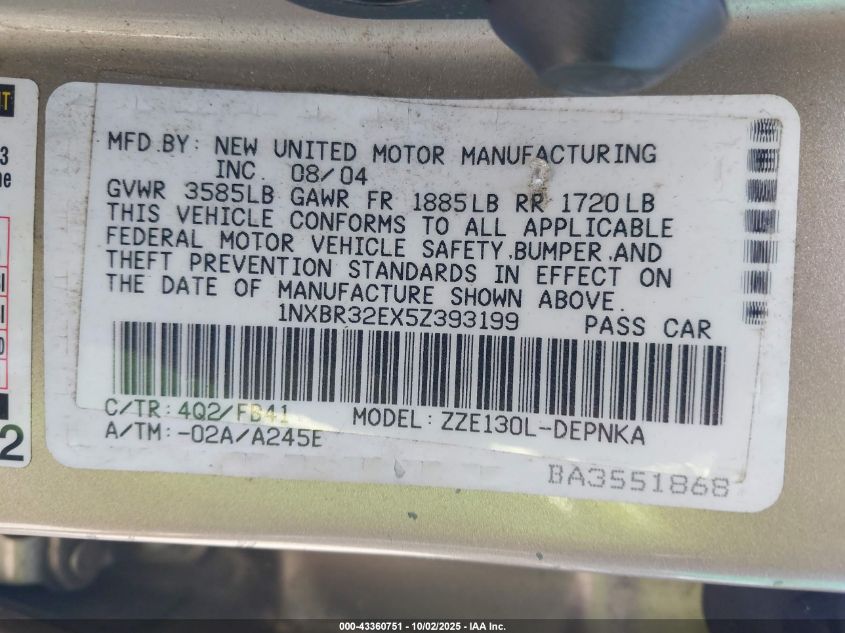 MFD.BY: NEW UNITED MOTOR MANUFACTURING
INC. 08/04
GVWR 3585LB GAWR FR 1885LB RR 1720LB
THIS VEHICLE CONFORMS TO ALL APPLICABLE
FEDERAL MOTOR VEHICLE SAFETY,BUMPER,AND
THEFT PREVENTION STANDARDS IN EFFECT ON
THE DATE OF MANUFACTURE SHOWN ABOVE.
1NXBR32EX5Z393199 PASS CAR
C/TR:4Q2/FB41 MODEL:ZZE130L-DEPNKA
A/TM:-02A/A245E
BA3551868
3
2
000-43360751 - 10/02/2025 - IAA Inc.